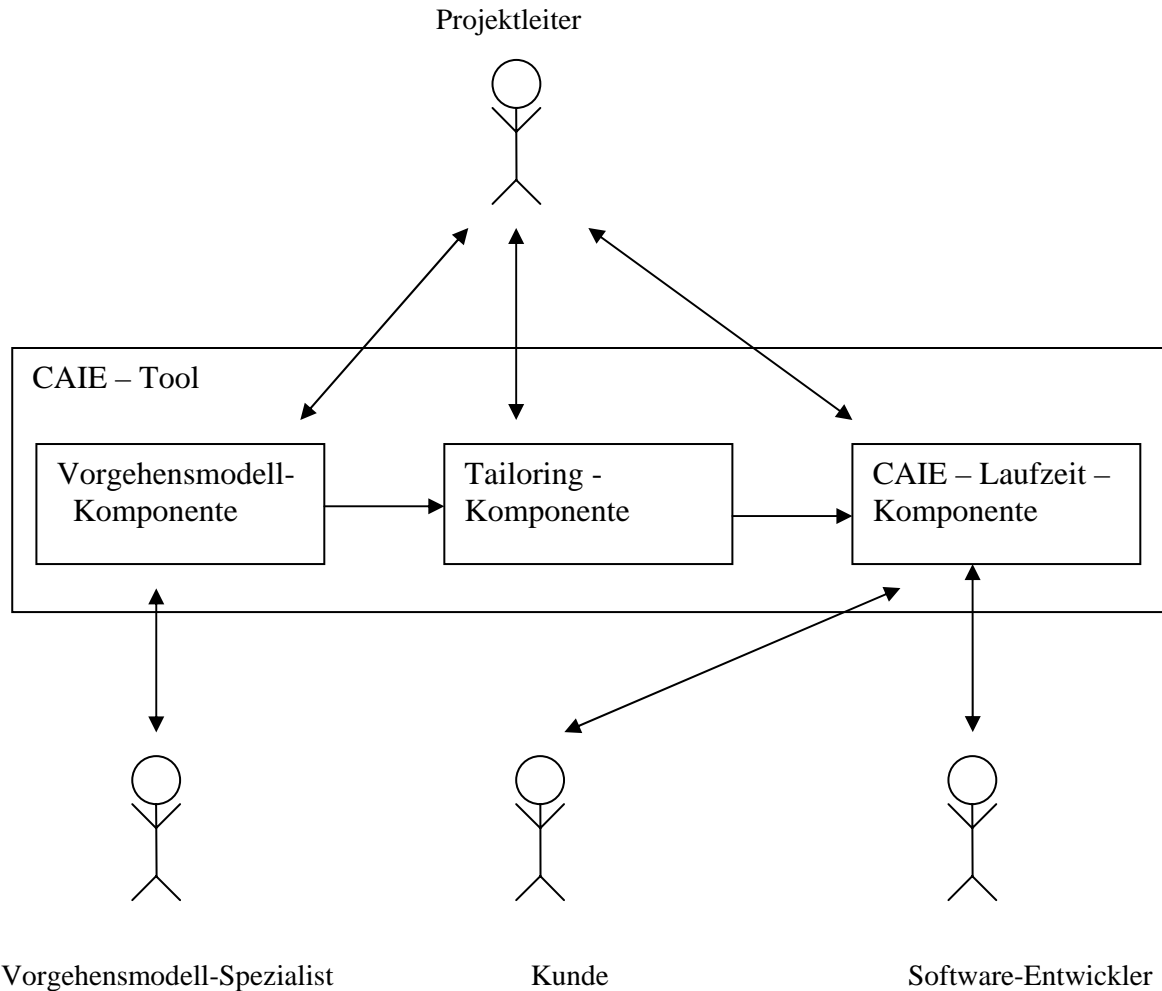 Projektleiter
CAIE – Tool
Vorgehensmodell-
Komponente
Tailoring -
Komponente
CAIE – Laufzeit –
Komponente
Vorgehensmodell-Spezialist
Kunde
Software-Entwickler